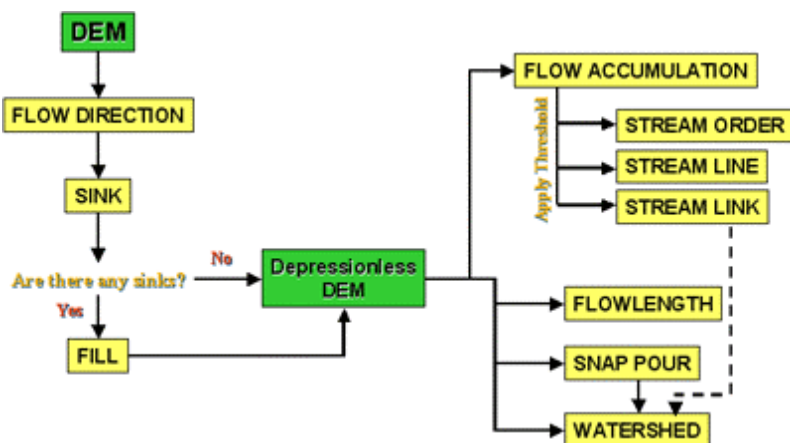 DEM
FLOW DIRECTION
SINK
Are there any sinks?
No
Yes
FILL
Depressionless
DEM
FLOW ACCUMULATION
Apply Threshold
STREAM ORDER
STREAM LINE
STREAM LINK
FLOWLENGTH
SNAP POUR
WATERSHED